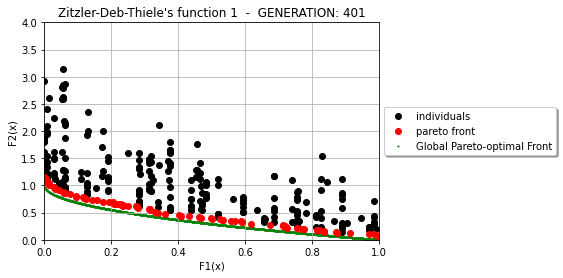 Zitzler-Deb-Thiele's function 1 - GENERATION: 401
4.0
3.5
3.0
2.5
2.0
1.5
1.0
0.5
0.0
F2(x)
0.0 0.2 0.4 0.6 0.8 1.0
F1(x)
individuals
pareto front
Global Pareto-optimal Front